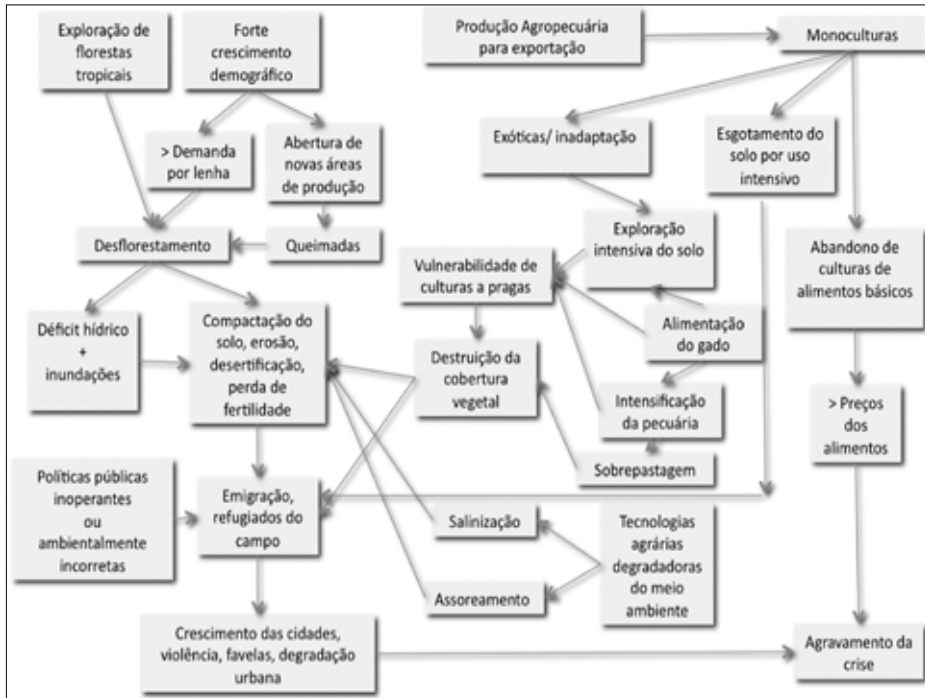 Exploração de
florestas
tropicais
Forte
crescimento
demográfico
Produção Agropecuária
para exportação
Monoculturas
> Demanda
por lenha
Abertura de
novas áreas
de produção
Exóticas/ inadaptação
Esgotamento do
solo por uso
intensivo
Desflorestamento
Queimadas
Exploração
intensiva do solo
Vulnerabilidade de
culturas a pragas
Abandono de
culturas de
alimentos básicos
Déficit hídrico
+
inundações
Compactação do
solo, erosão,
desertificação,
perda de
fertilidade
Alimentação
do gado
Destruição da
cobertura
vegetal
Intensificação
da pecuária
> Preços
dos
alimentos
Sobrepastagem
Políticas públicas
inoperantes
ou
ambientalmente
incorretas
Emigração,
refugiados do
campo
Salinização
Tecnologias
agrárias
degradadoras
do meio
ambiente
Assoreamento
Crescimento das cidades,
violência, favelas, degradação
urbana
Agravamento da
crise